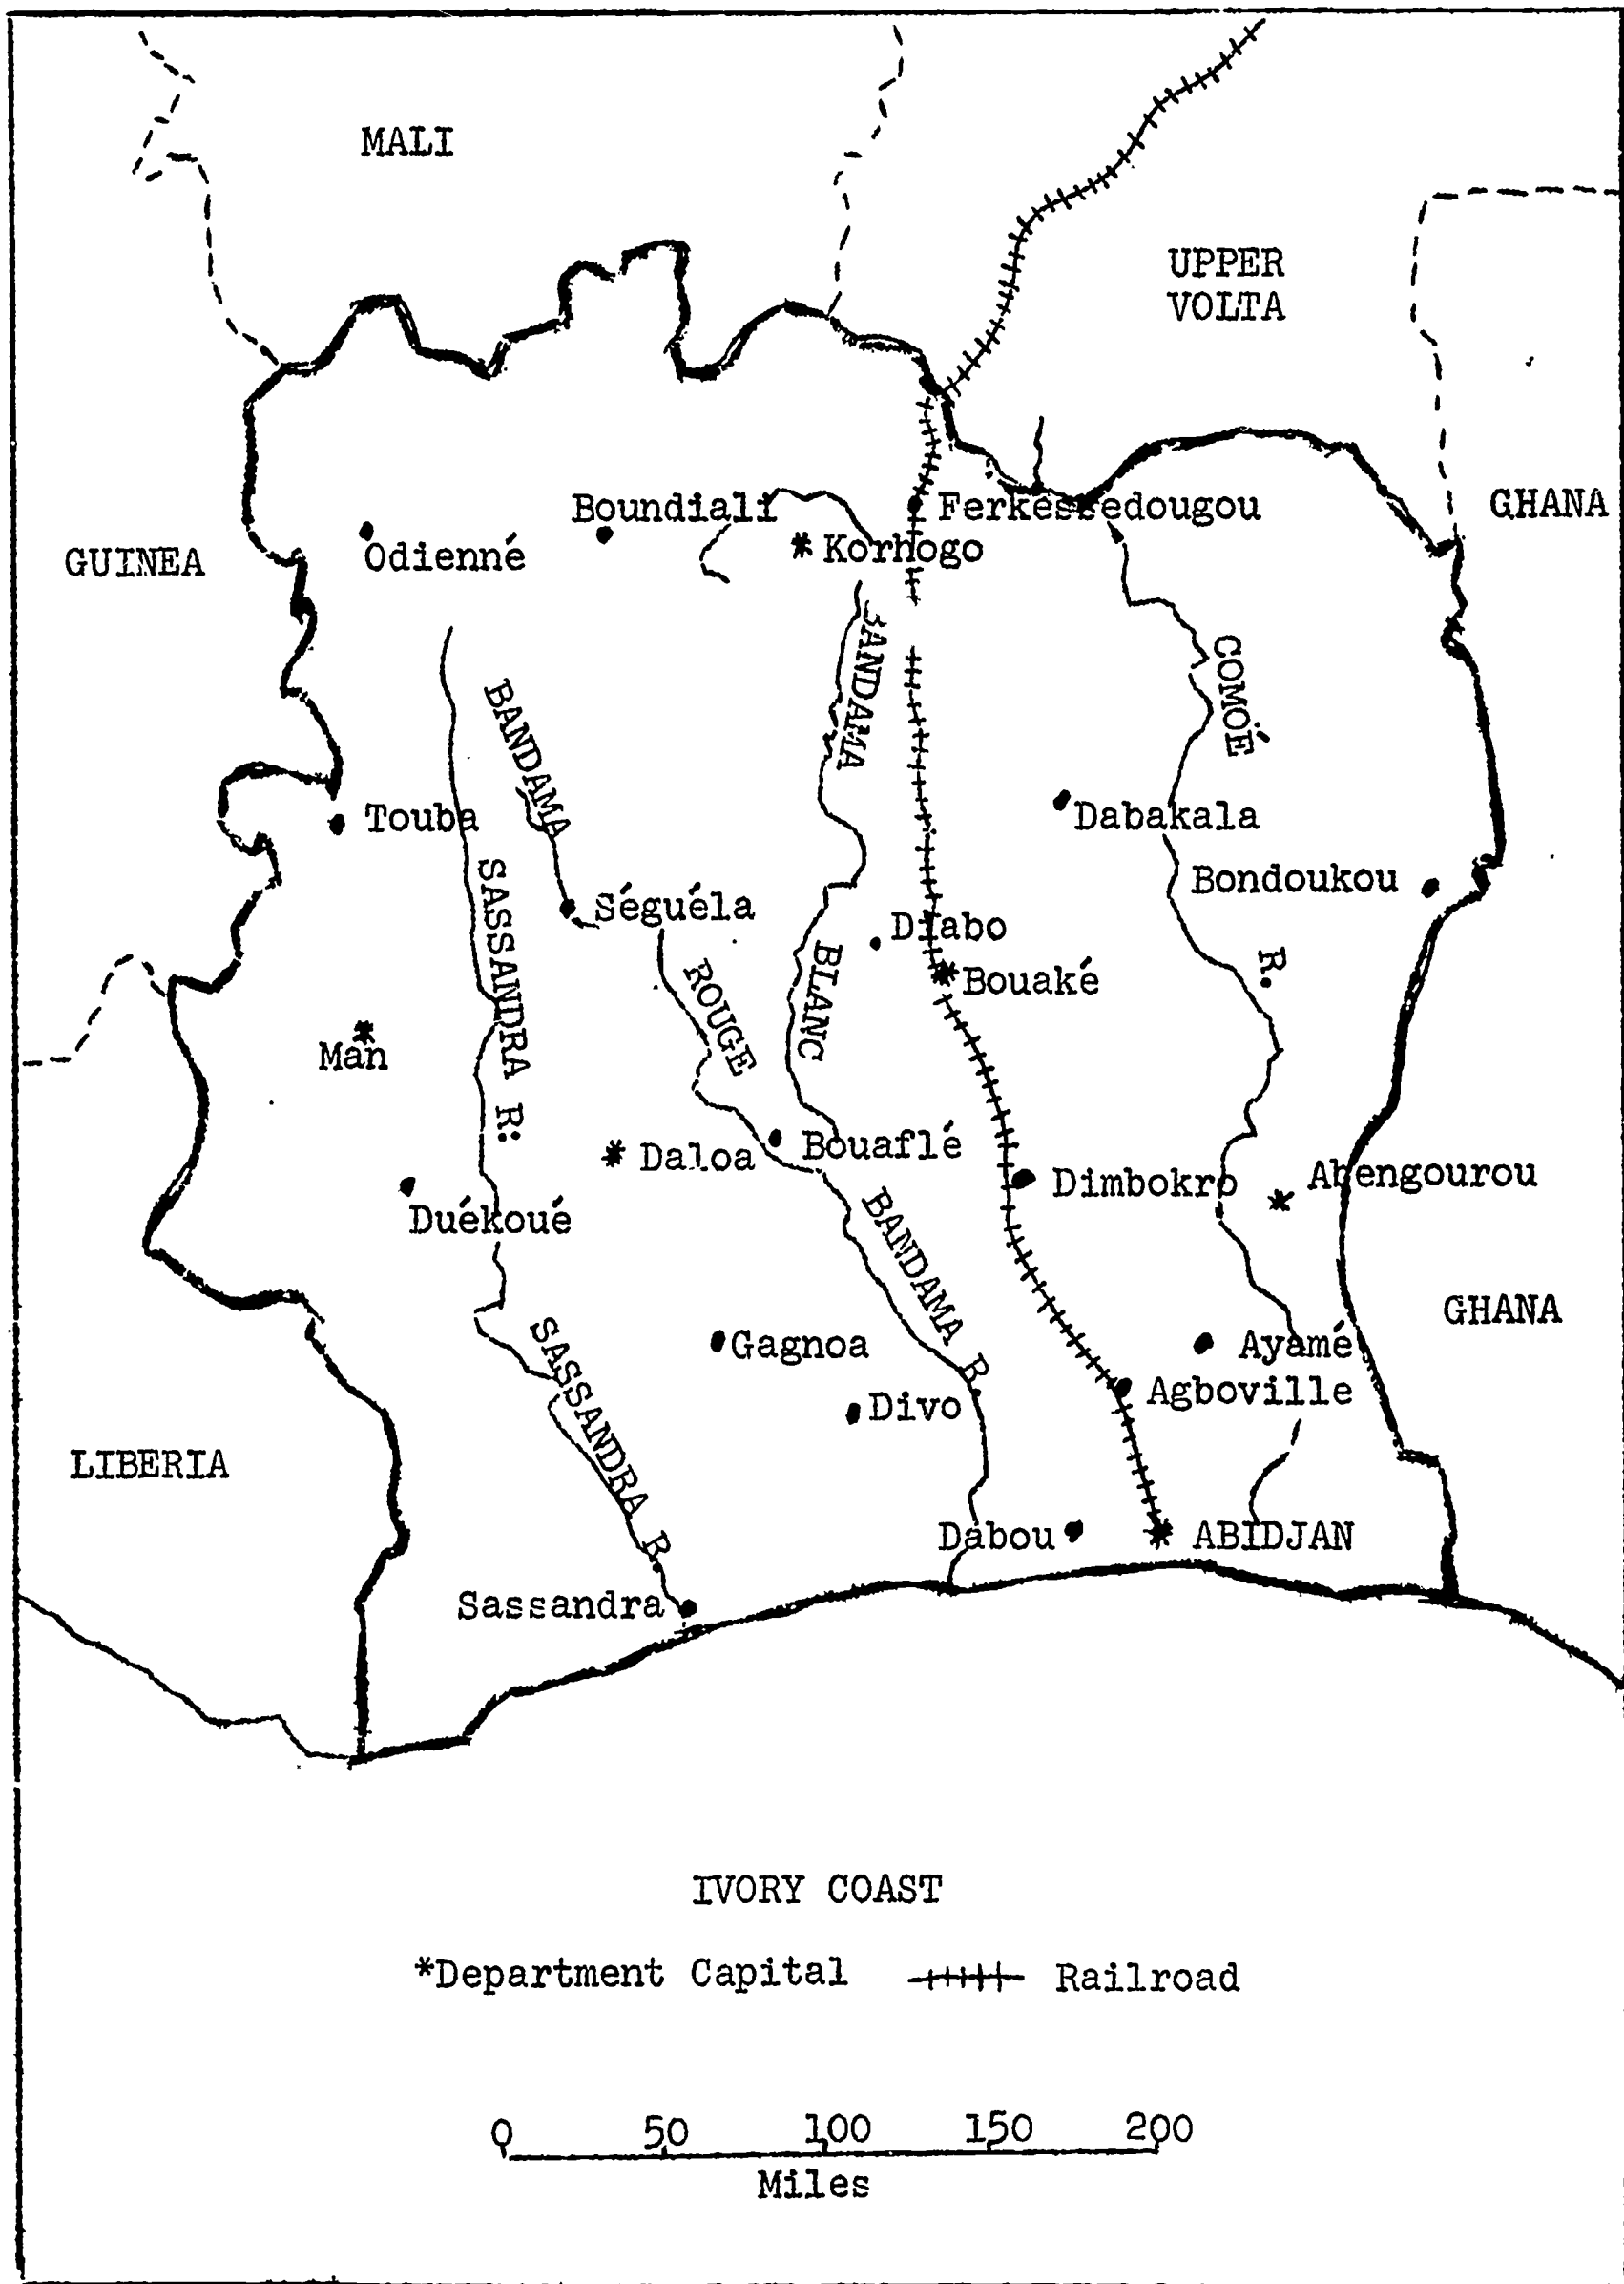 MALI
UPPER
VOLTA
GHANA
GUINEA
Boundiali
Ferkessedougou
Odienné
Korhogo
BANDAMA
BANDAMA
COMOÉ
Touba
Dabakala
SASSANDRA R.
Séguéla
Bondoukou
Diabo
BLANC
R.
Bouaké
ROUGE
Man
Daloa
Bouaflé
Dimbokro
Abengourou
Duékoué
BANDAMA R.
GHANA
SASSANDRA R.
Gagnoa
Ayamé
Agboville
Divo
LIBERIA
Dabou
ABIDJAN
Sassandra
IVORY COAST
*Department Capital Railroad
0 50 100 150 200
Miles